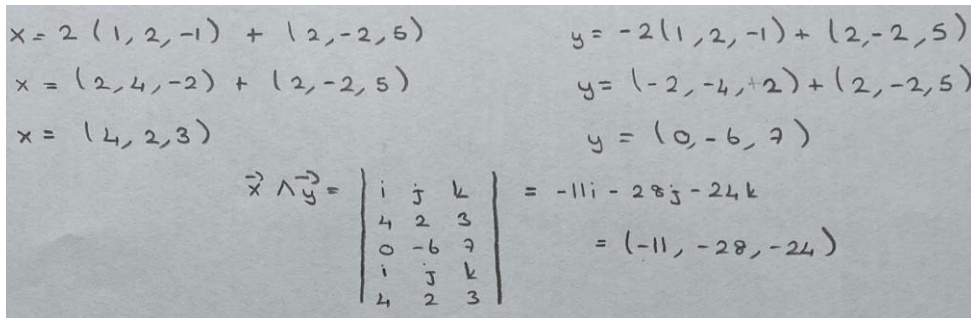 x = 2 (1, 2, -1) + (2, -2, 5)
x = (2, 4, -2) + (2, -2, 5)
x = (4, 2, 3)
y = -2(1, 2, -1) + (2, -2, 5)
y = (-2, -4, +2) + (2, -2, 5)
y = (0, -6, 7)
x⃗ ∧ y⃗ = | i j k | = -11i - 28j - 24k
4 2 3
0 -6 7 = (-11, -28, -24)
i j k
4 2 3